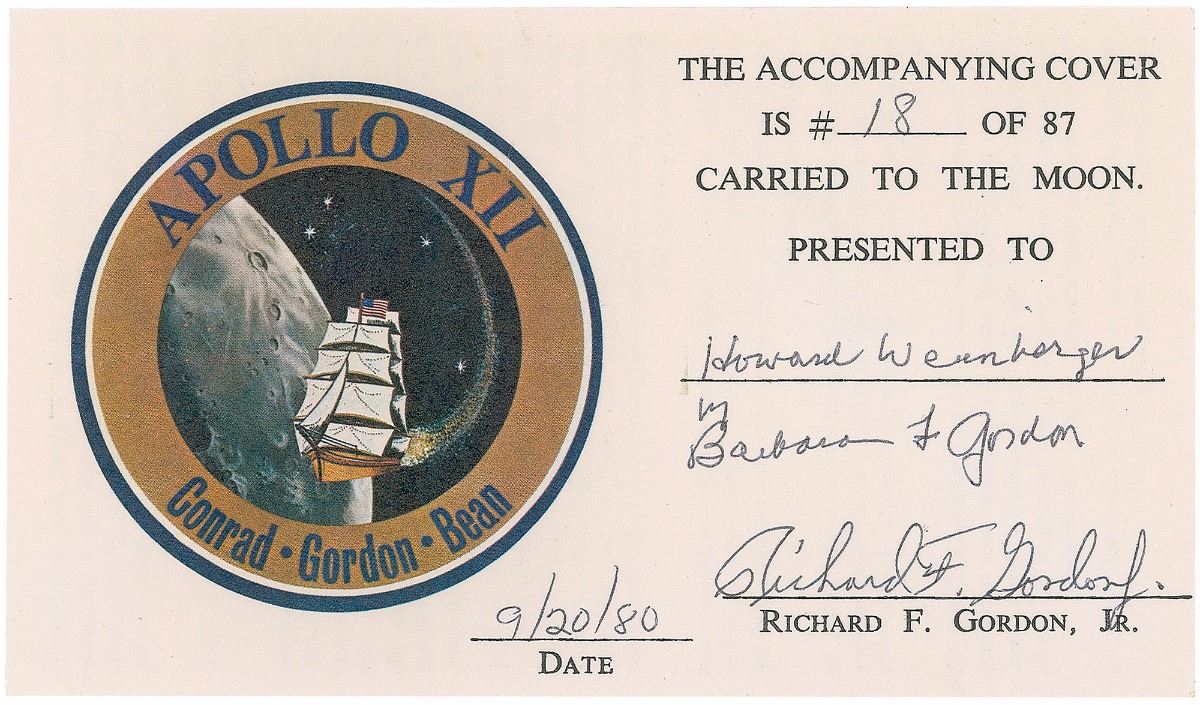 APOLLO XII
Conrad · Gordon · Bean
THE ACCOMPANYING COVER
IS # 18 OF 87
CARRIED TO THE MOON.
PRESENTED TO
Howard Weinberger
by
Barbara F Gordon
Richard F. Gordon Jr.
RICHARD F. GORDON, JR.
9/20/80
DATE